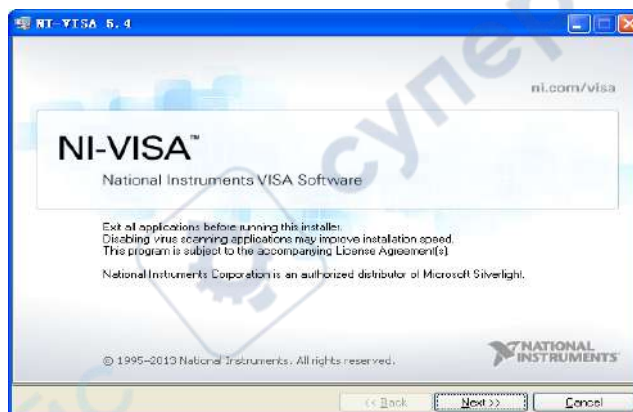 NI-VISA 5.4
ni.com/visa
NI-VISA™
National Instruments VISA Software
Exit all applications before running this installer.
Disabling virus scanning applications may improve installation speed.
This program is subject to the accompanying License Agreement(s).
National Instruments Corporation is an authorized distributor of Microsoft Silverlight.
© 1995–2013 National Instruments. All rights reserved.
NATIONAL
INSTRUMENTS
<< Back Next >> Cancel
супер